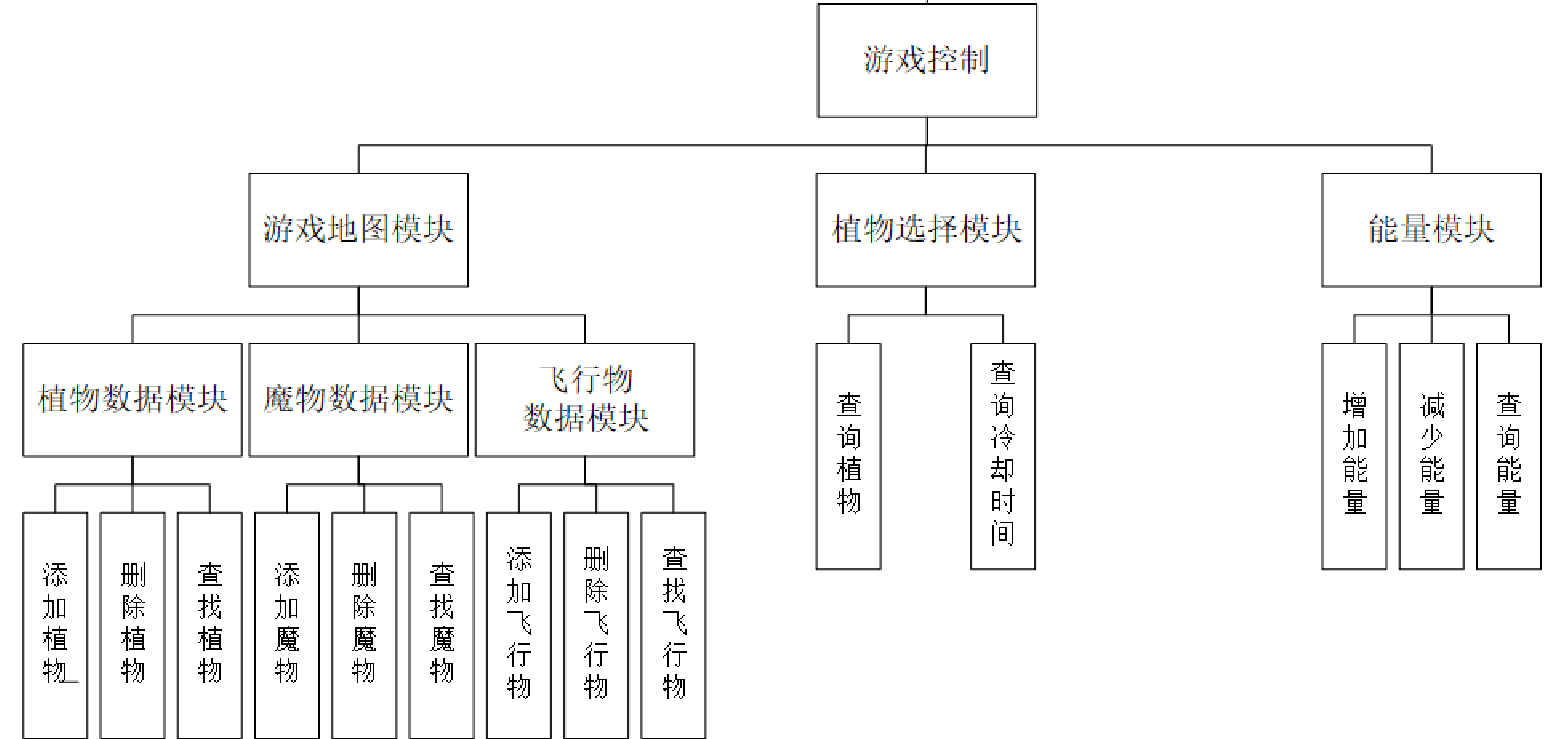 游戏控制
游戏地图模块
植物选择模块
能量模块
植物数据模块
魔物数据模块
飞行物
数据模块
查询植物
查询冷却时间
增加能量
减少能量
查询能量
添加植物
删除植物
查找植物
添加魔物
删除魔物
查找魔物
添加飞行物
删除飞行物
查找飞行物